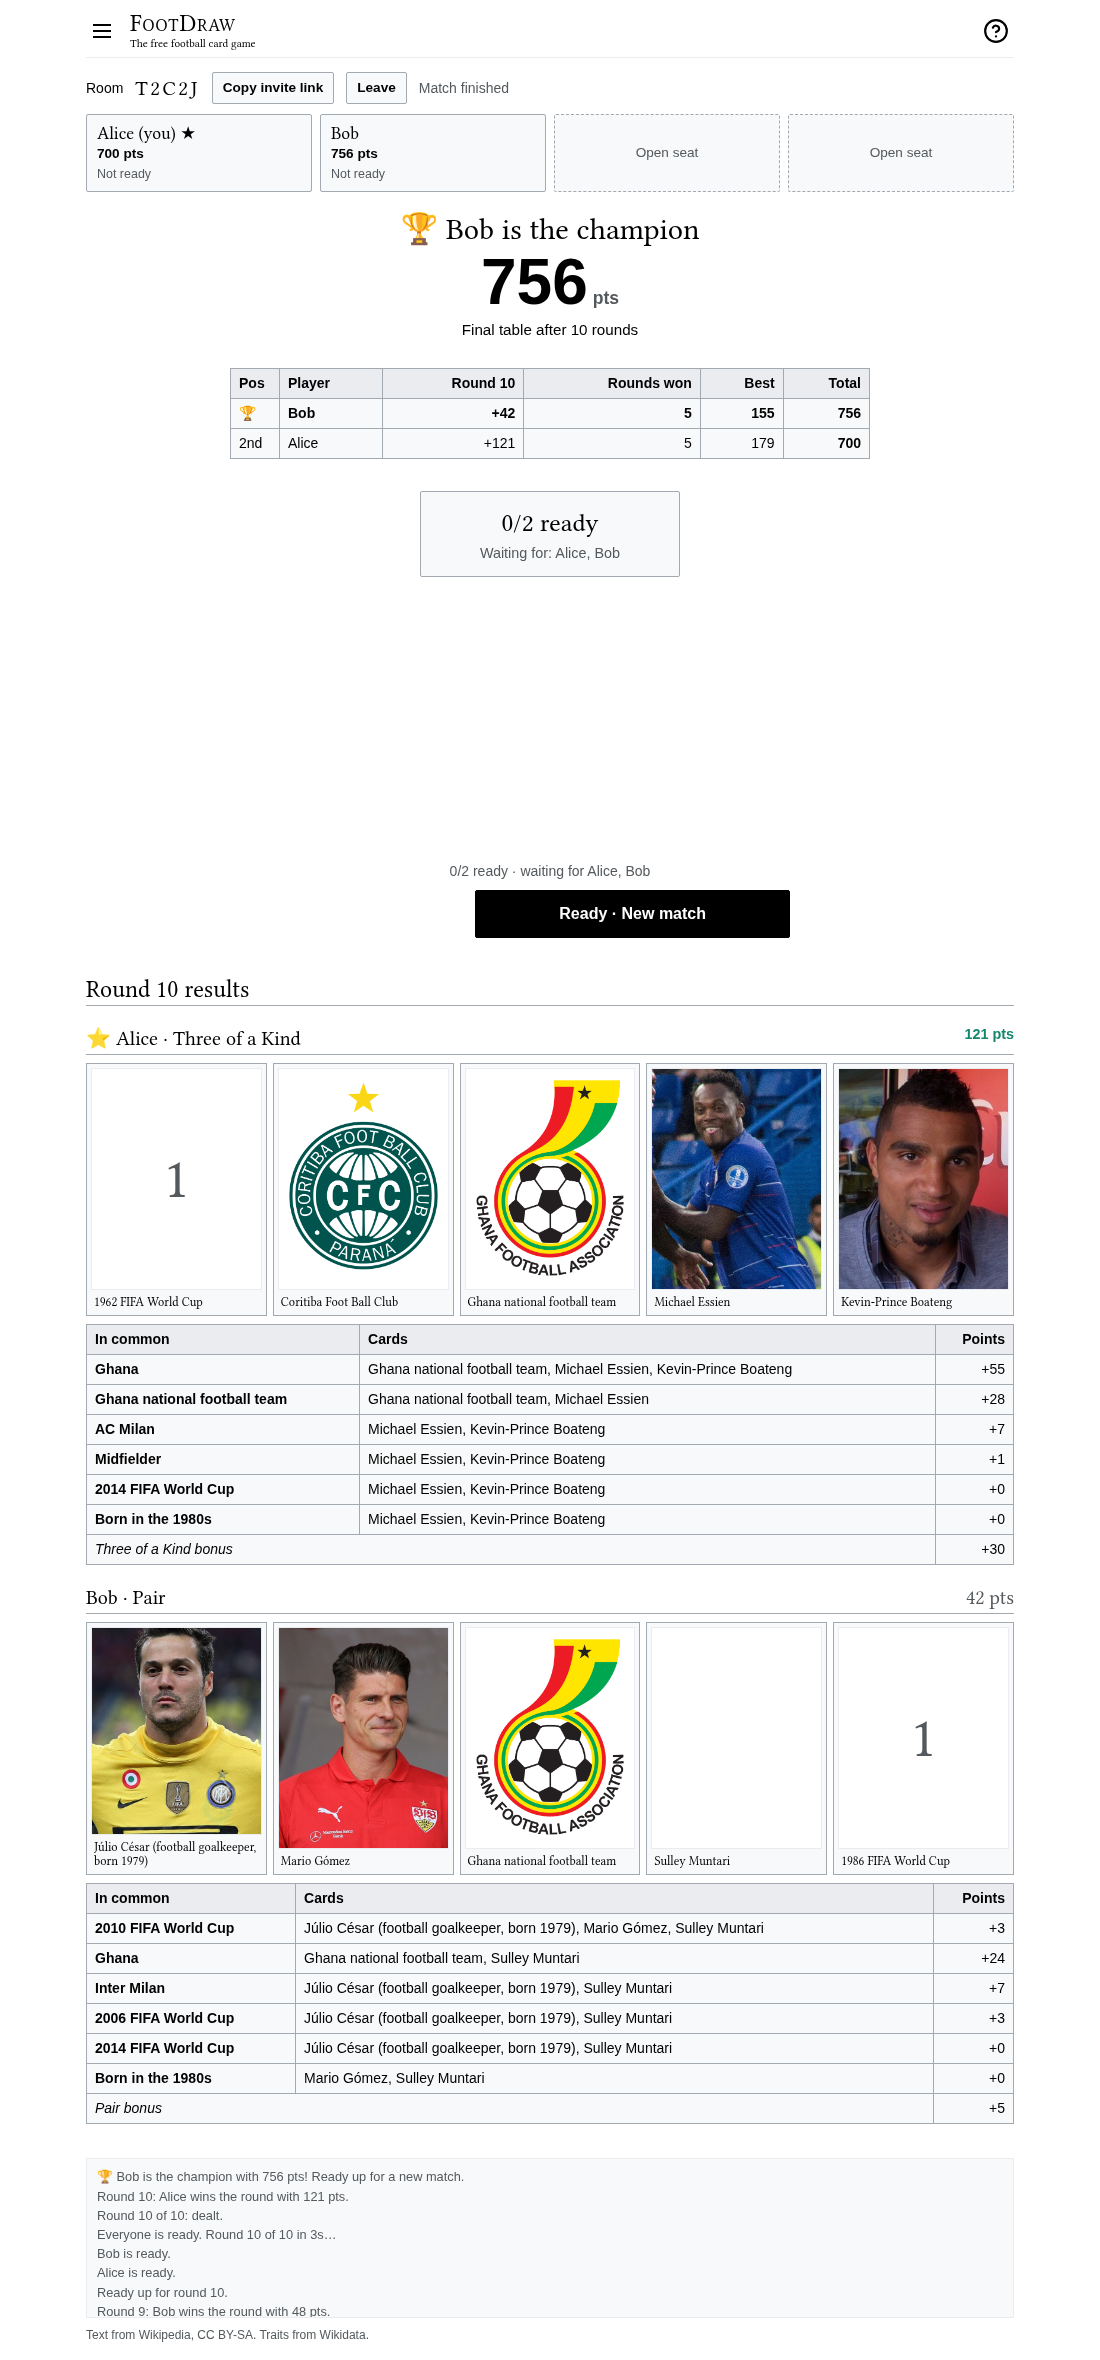 FootDraw
The free football card game
Room T2C2J Copy invite link Leave Match finished
Alice (you) ★
700 pts
Not ready
Bob
756 pts
Not ready
Open seat
Open seat
🏆 Bob is the champion
756 pts
Final table after 10 rounds
Pos Player Round 10 Rounds won Best Total
🏆 Bob +42 5 155 756
2nd Alice +121 5 179 700
0/2 ready
Waiting for: Alice, Bob
0/2 ready · waiting for Alice, Bob
Ready · New match
Round 10 results
⭐ Alice · Three of a Kind 121 pts
1
CORITIBA FOOT BALL CLUB
CFC
PARANÁ
GHANA FOOTBALL ASSOCIATION
1962 FIFA World Cup
Coritiba Foot Ball Club
Ghana national football team
Michael Essien
Kevin-Prince Boateng
In common Cards Points
Ghana Ghana national football team, Michael Essien, Kevin-Prince Boateng +55
Ghana national football team Ghana national football team, Michael Essien +28
AC Milan Michael Essien, Kevin-Prince Boateng +7
Midfielder Michael Essien, Kevin-Prince Boateng +1
2014 FIFA World Cup Michael Essien, Kevin-Prince Boateng +0
Born in the 1980s Michael Essien, Kevin-Prince Boateng +0
Three of a Kind bonus +30
Bob · Pair 42 pts
GHANA FOOTBALL ASSOCIATION
1
Júlio César (football goalkeeper,
born 1979)
Mario Gómez
Ghana national football team
Sulley Muntari
1986 FIFA World Cup
In common Cards Points
2010 FIFA World Cup Júlio César (football goalkeeper, born 1979), Mario Gómez, Sulley Muntari +3
Ghana Ghana national football team, Sulley Muntari +24
Inter Milan Júlio César (football goalkeeper, born 1979), Sulley Muntari +7
2006 FIFA World Cup Júlio César (football goalkeeper, born 1979), Sulley Muntari +3
2014 FIFA World Cup Júlio César (football goalkeeper, born 1979), Sulley Muntari +0
Born in the 1980s Mario Gómez, Sulley Muntari +0
Pair bonus +5
🏆 Bob is the champion with 756 pts! Ready up for a new match.
Round 10: Alice wins the round with 121 pts.
Round 10 of 10: dealt.
Everyone is ready. Round 10 of 10 in 3s…
Bob is ready.
Alice is ready.
Ready up for round 10.
Round 9: Bob wins the round with 48 pts.
Text from Wikipedia, CC BY-SA. Traits from Wikidata.